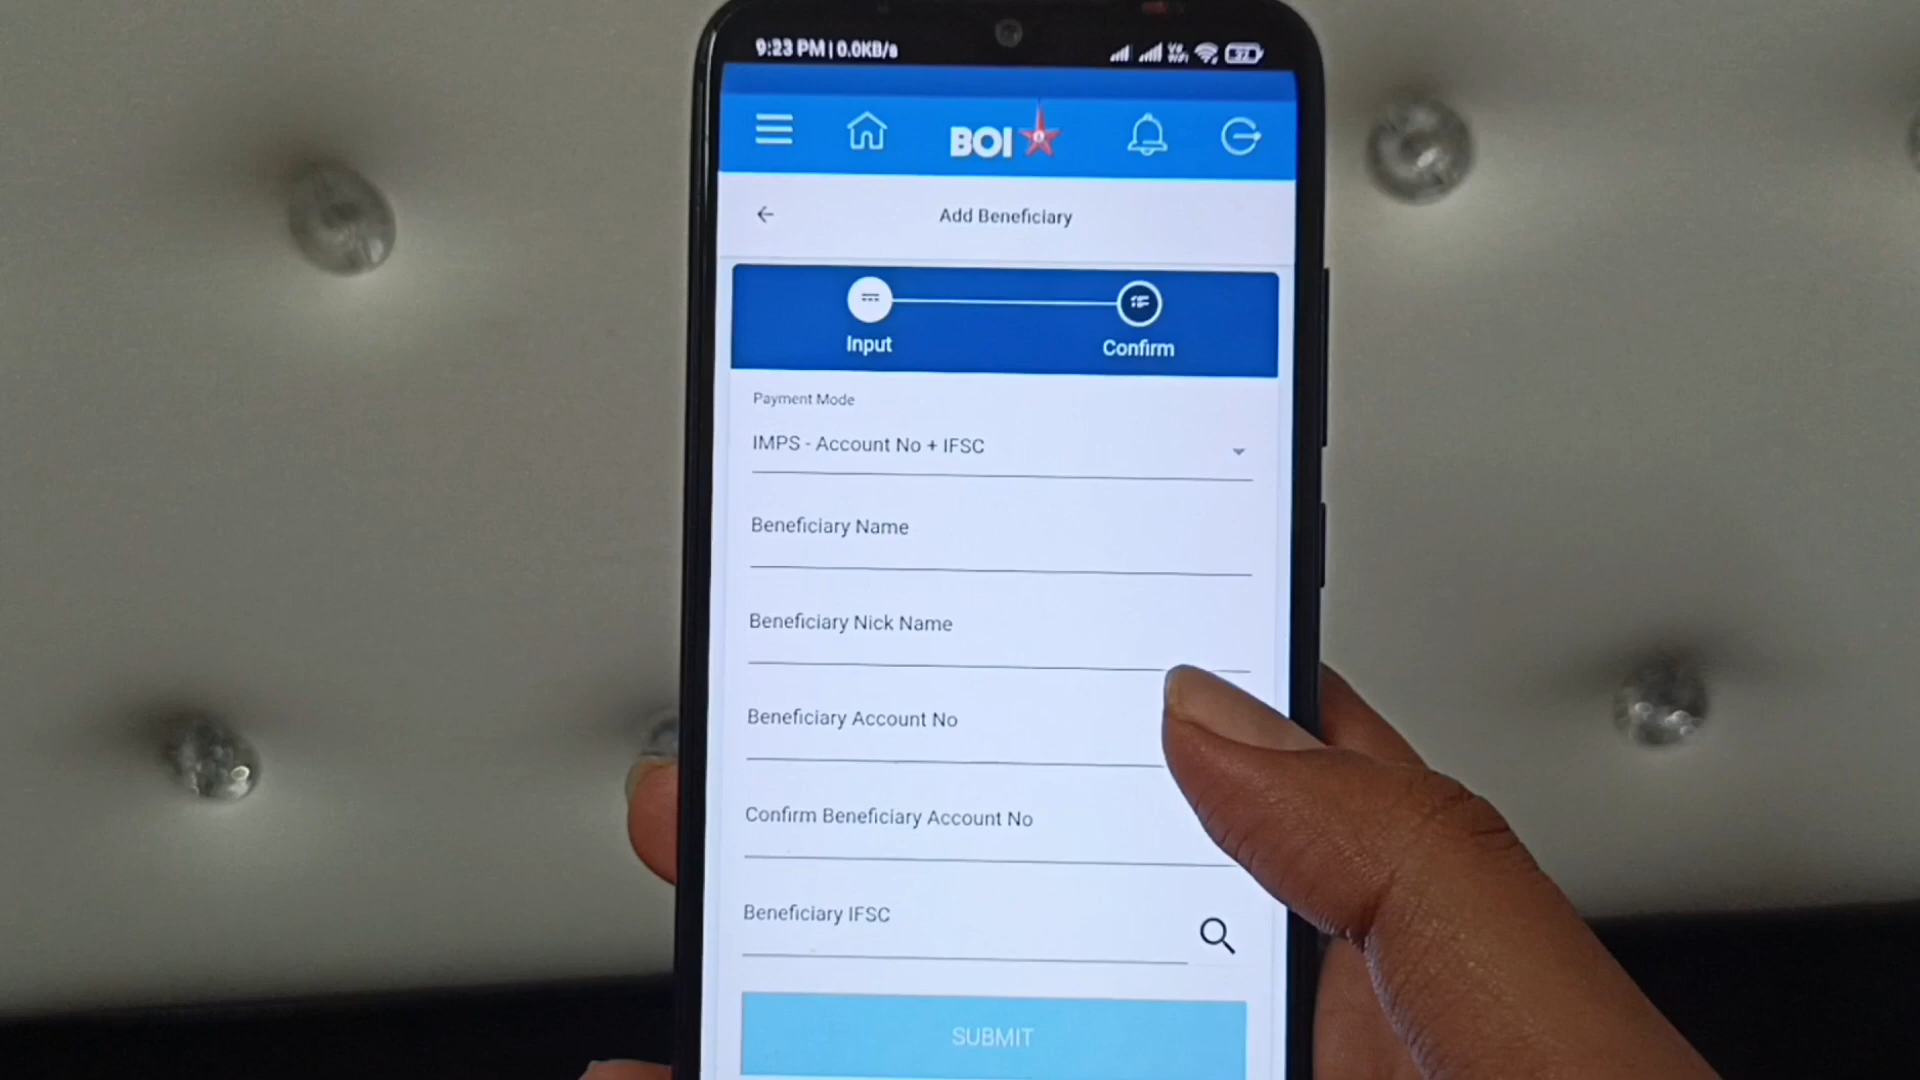 9:23 PM | 0.0KB/s
BOI
Add Beneficiary
Input
Confirm
Payment Mode
IMPS - Account No + IFSC
Beneficiary Name
Beneficiary Nick Name
Beneficiary Account No
Confirm Beneficiary Account No
Beneficiary IFSC
SUBMIT